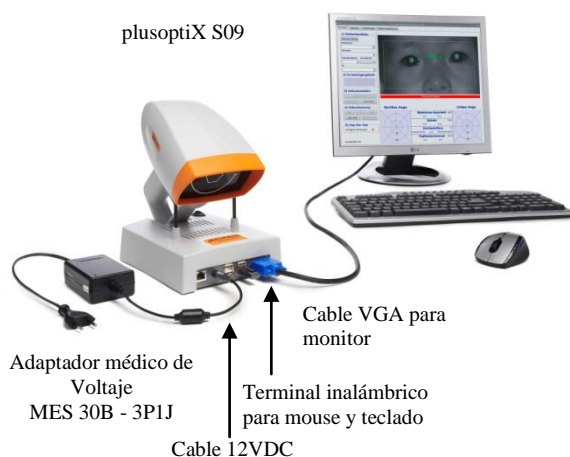 plusoptiX S09
Cable VGA para
monitor
Adaptador médico de
Voltaje
MES 30B - 3P1J
Terminal inalámbrico
para mouse y teclado
Cable 12VDC